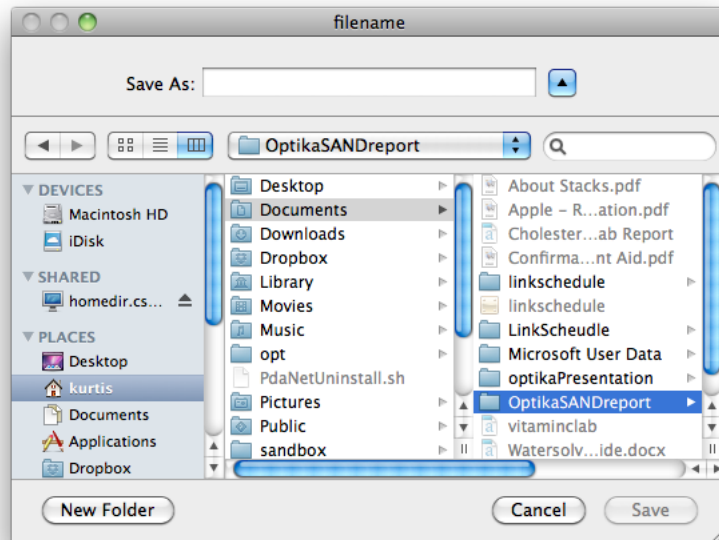 filename
Save As:
OptikaSANDreport
DEVICES
Macintosh HD
iDisk
SHARED
homedir.cs...
PLACES
Desktop
kurtis
Documents
Applications
Dropbox
Desktop
Documents
Downloads
Dropbox
Library
Movies
Music
opt
PdaNetUninstall.sh
Pictures
Public
sandbox
About Stacks.pdf
Apple – R...ation.pdf
Cholester...ab Report
Confirma...nt Aid.pdf
linkschedule
linkschedule
LinkScheudle
Microsoft User Data
optikaPresentation
OptikaSANDreport
vitaminclab
Watersolv...ide.docx
New Folder
Cancel
Save